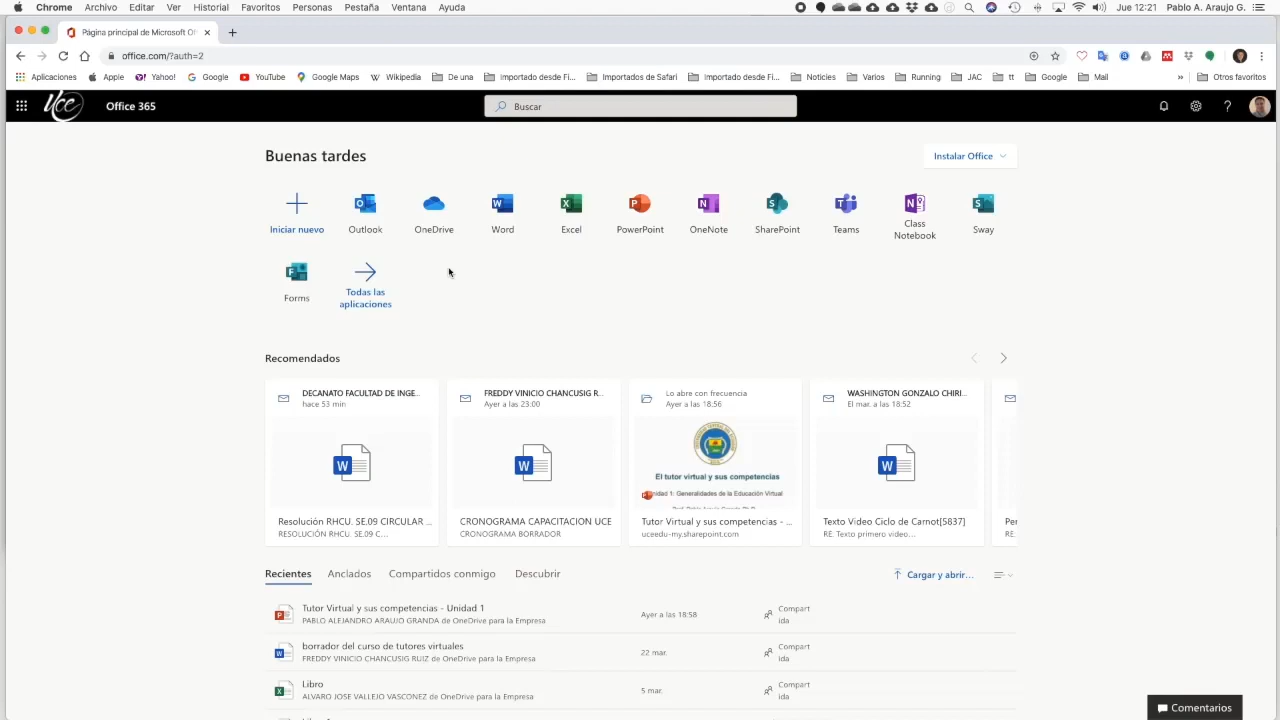 Chrome Archivo Editar Ver Historial Favoritos Personas Pestaña Ventana Ayuda Jue 12:21 Pablo A. Araujo G.
Página principal de Microsoft Of
office.com/?auth=2
Aplicaciones Apple Yahoo! Google YouTube Google Maps Wikipedia De una Importado desde Fi... Importados de Safari Importado desde Fi... Noticies Varios Running JAC tt Google Mail » Otros favoritos
Uce Office 365 Buscar
Buenas tardes Instalar Office
Iniciar nuevo Outlook OneDrive Word Excel PowerPoint OneNote SharePoint Teams Class Notebook Sway
Forms Todas las aplicaciones
Recomendados
DECANATO FACULTAD DE INGE...
hace 53 min
Resolución RHCU. SE.09 CIRCULAR ...
RESOLUCIÓN RHCU. SE.09 C...
FREDDY VINICIO CHANCUSIG R...
Ayer a las 23:00
CRONOGRAMA CAPACITACION UCE
CRONOGRAMA BORRADOR
Lo abre con frecuencia
Ayer a las 18:56
El tutor virtual y sus competencias
Unidad 1: Generalidades de la Educación Virtual
Tutor Virtual y sus competencias - ...
uceedu-my.sharepoint.com
WASHINGTON GONZALO CHIRI...
El mar. a las 18:52
Texto Video Ciclo de Carnot[5837]
RE: Texto primero video...
Per
RE:
Recientes Anclados Compartidos conmigo Descubrir Cargar y abrir...
Tutor Virtual y sus competencias - Unidad 1
PABLO ALEJANDRO ARAUJO GRANDA de OneDrive para la Empresa
Ayer a las 18:58
Compart
ida
borrador del curso de tutores virtuales
FREDDY VINICIO CHANCUSIG RUIZ de OneDrive para la Empresa
22 mar.
Compart
ida
Libro
ALVARO JOSE VALLEJO VASCONEZ de OneDrive para la Empresa
5 mar.
Compart
ida
Comentarios